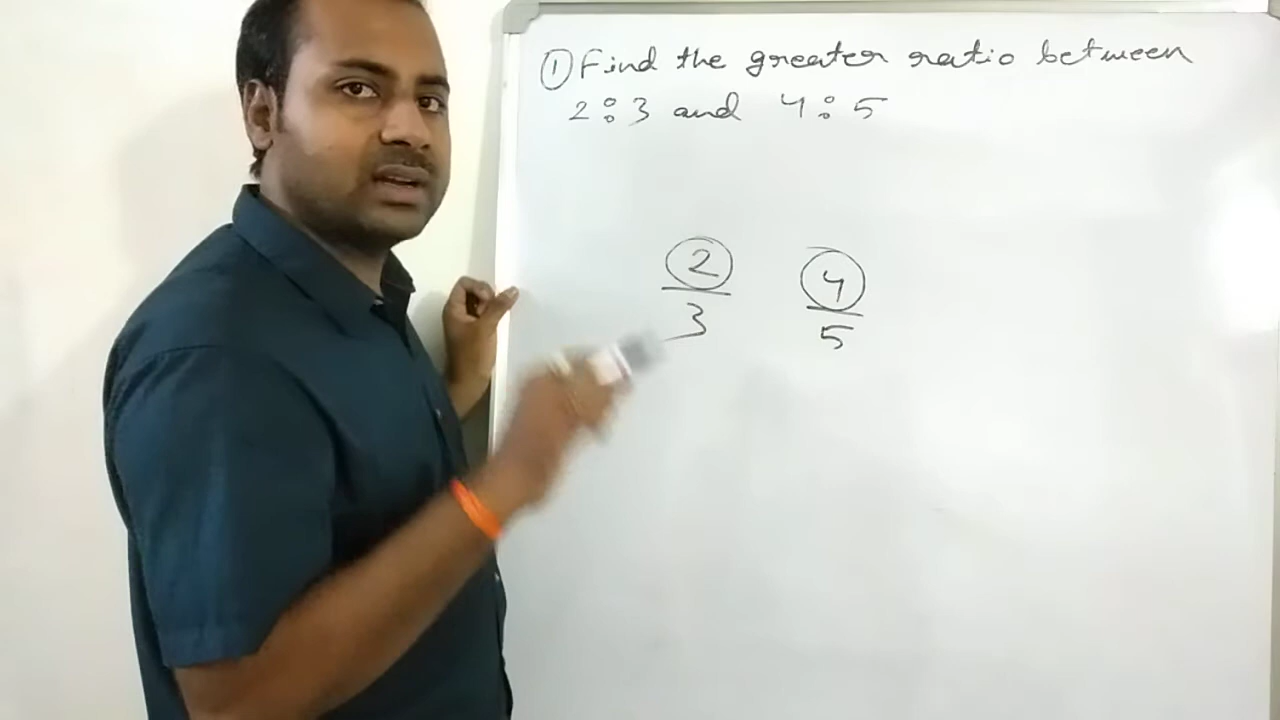 ① Find the greater ratio between
2 : 3 and 4 : 5
2 4
3 5